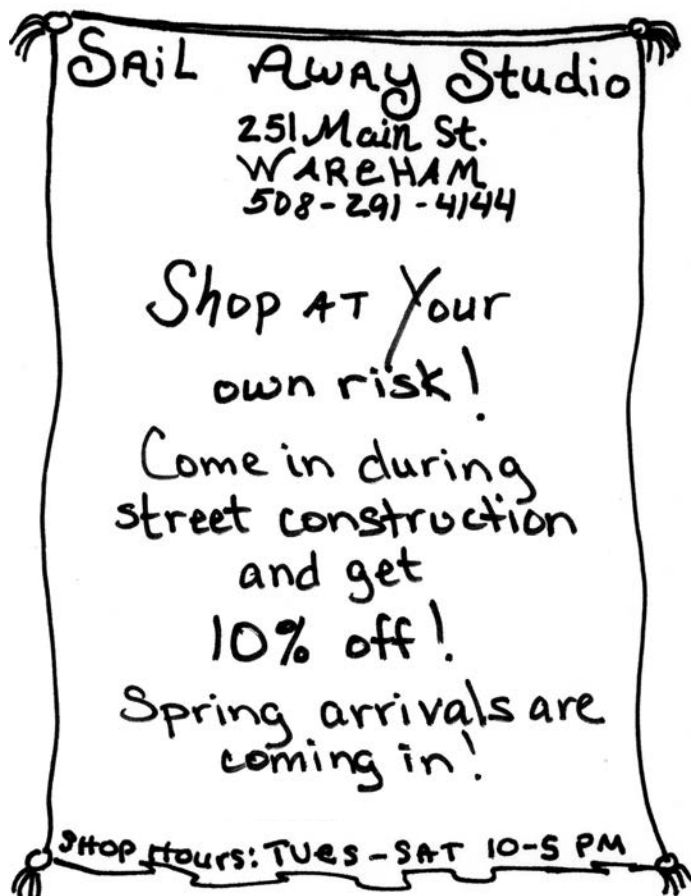 SAiL AWAy Studio
251 Main St.
WAReHAM
508-291-4144
Shop AT Your
own risk!
Come in during
street construction
and get
10% off!
Spring arrivals are
coming in!
SHOP Hours: TUes - SAT 10-5 PM